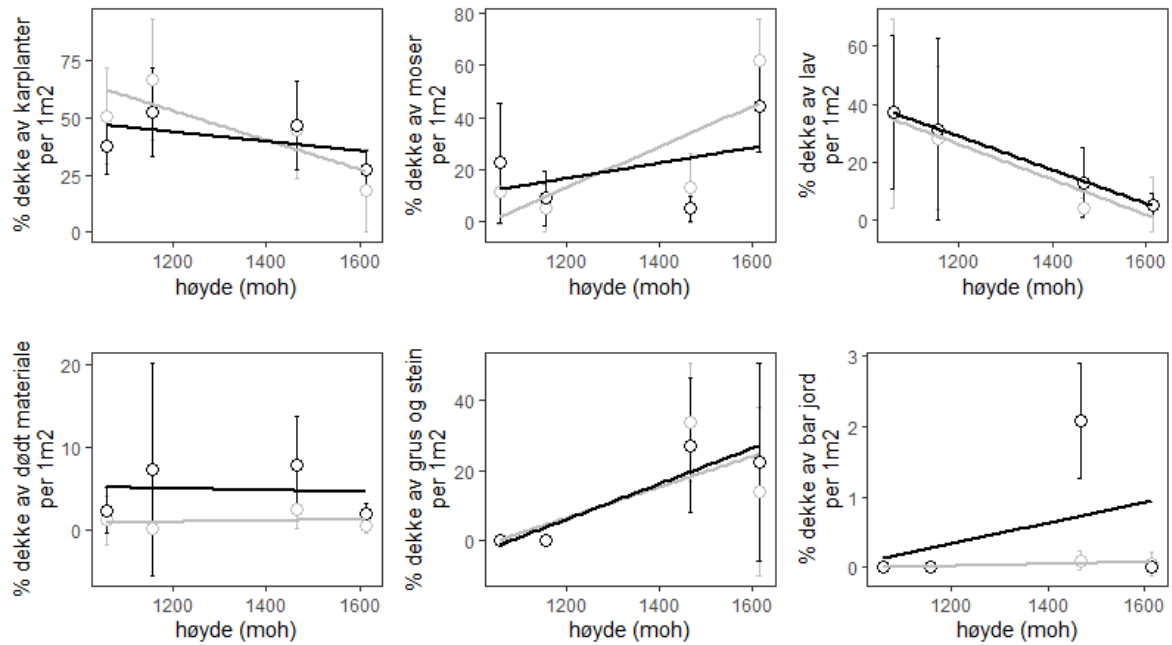 % dekke av karplanter
per 1m2
75
50
25
0
1200
1400
1600
høyde (moh)
% dekke av moser
per 1m2
80
60
40
20
0
1200
1400
1600
høyde (moh)
% dekke av lav
per 1m2
60
40
20
0
1200
1400
1600
høyde (moh)
% dekke av dødt materiale
per 1m2
20
10
0
1200
1400
1600
høyde (moh)
% dekke av grus og stein
per 1m2
40
20
0
1200
1400
1600
høyde (moh)
% dekke av bar jord
per 1m2
3
2
1
0
1200
1400
1600
høyde (moh)